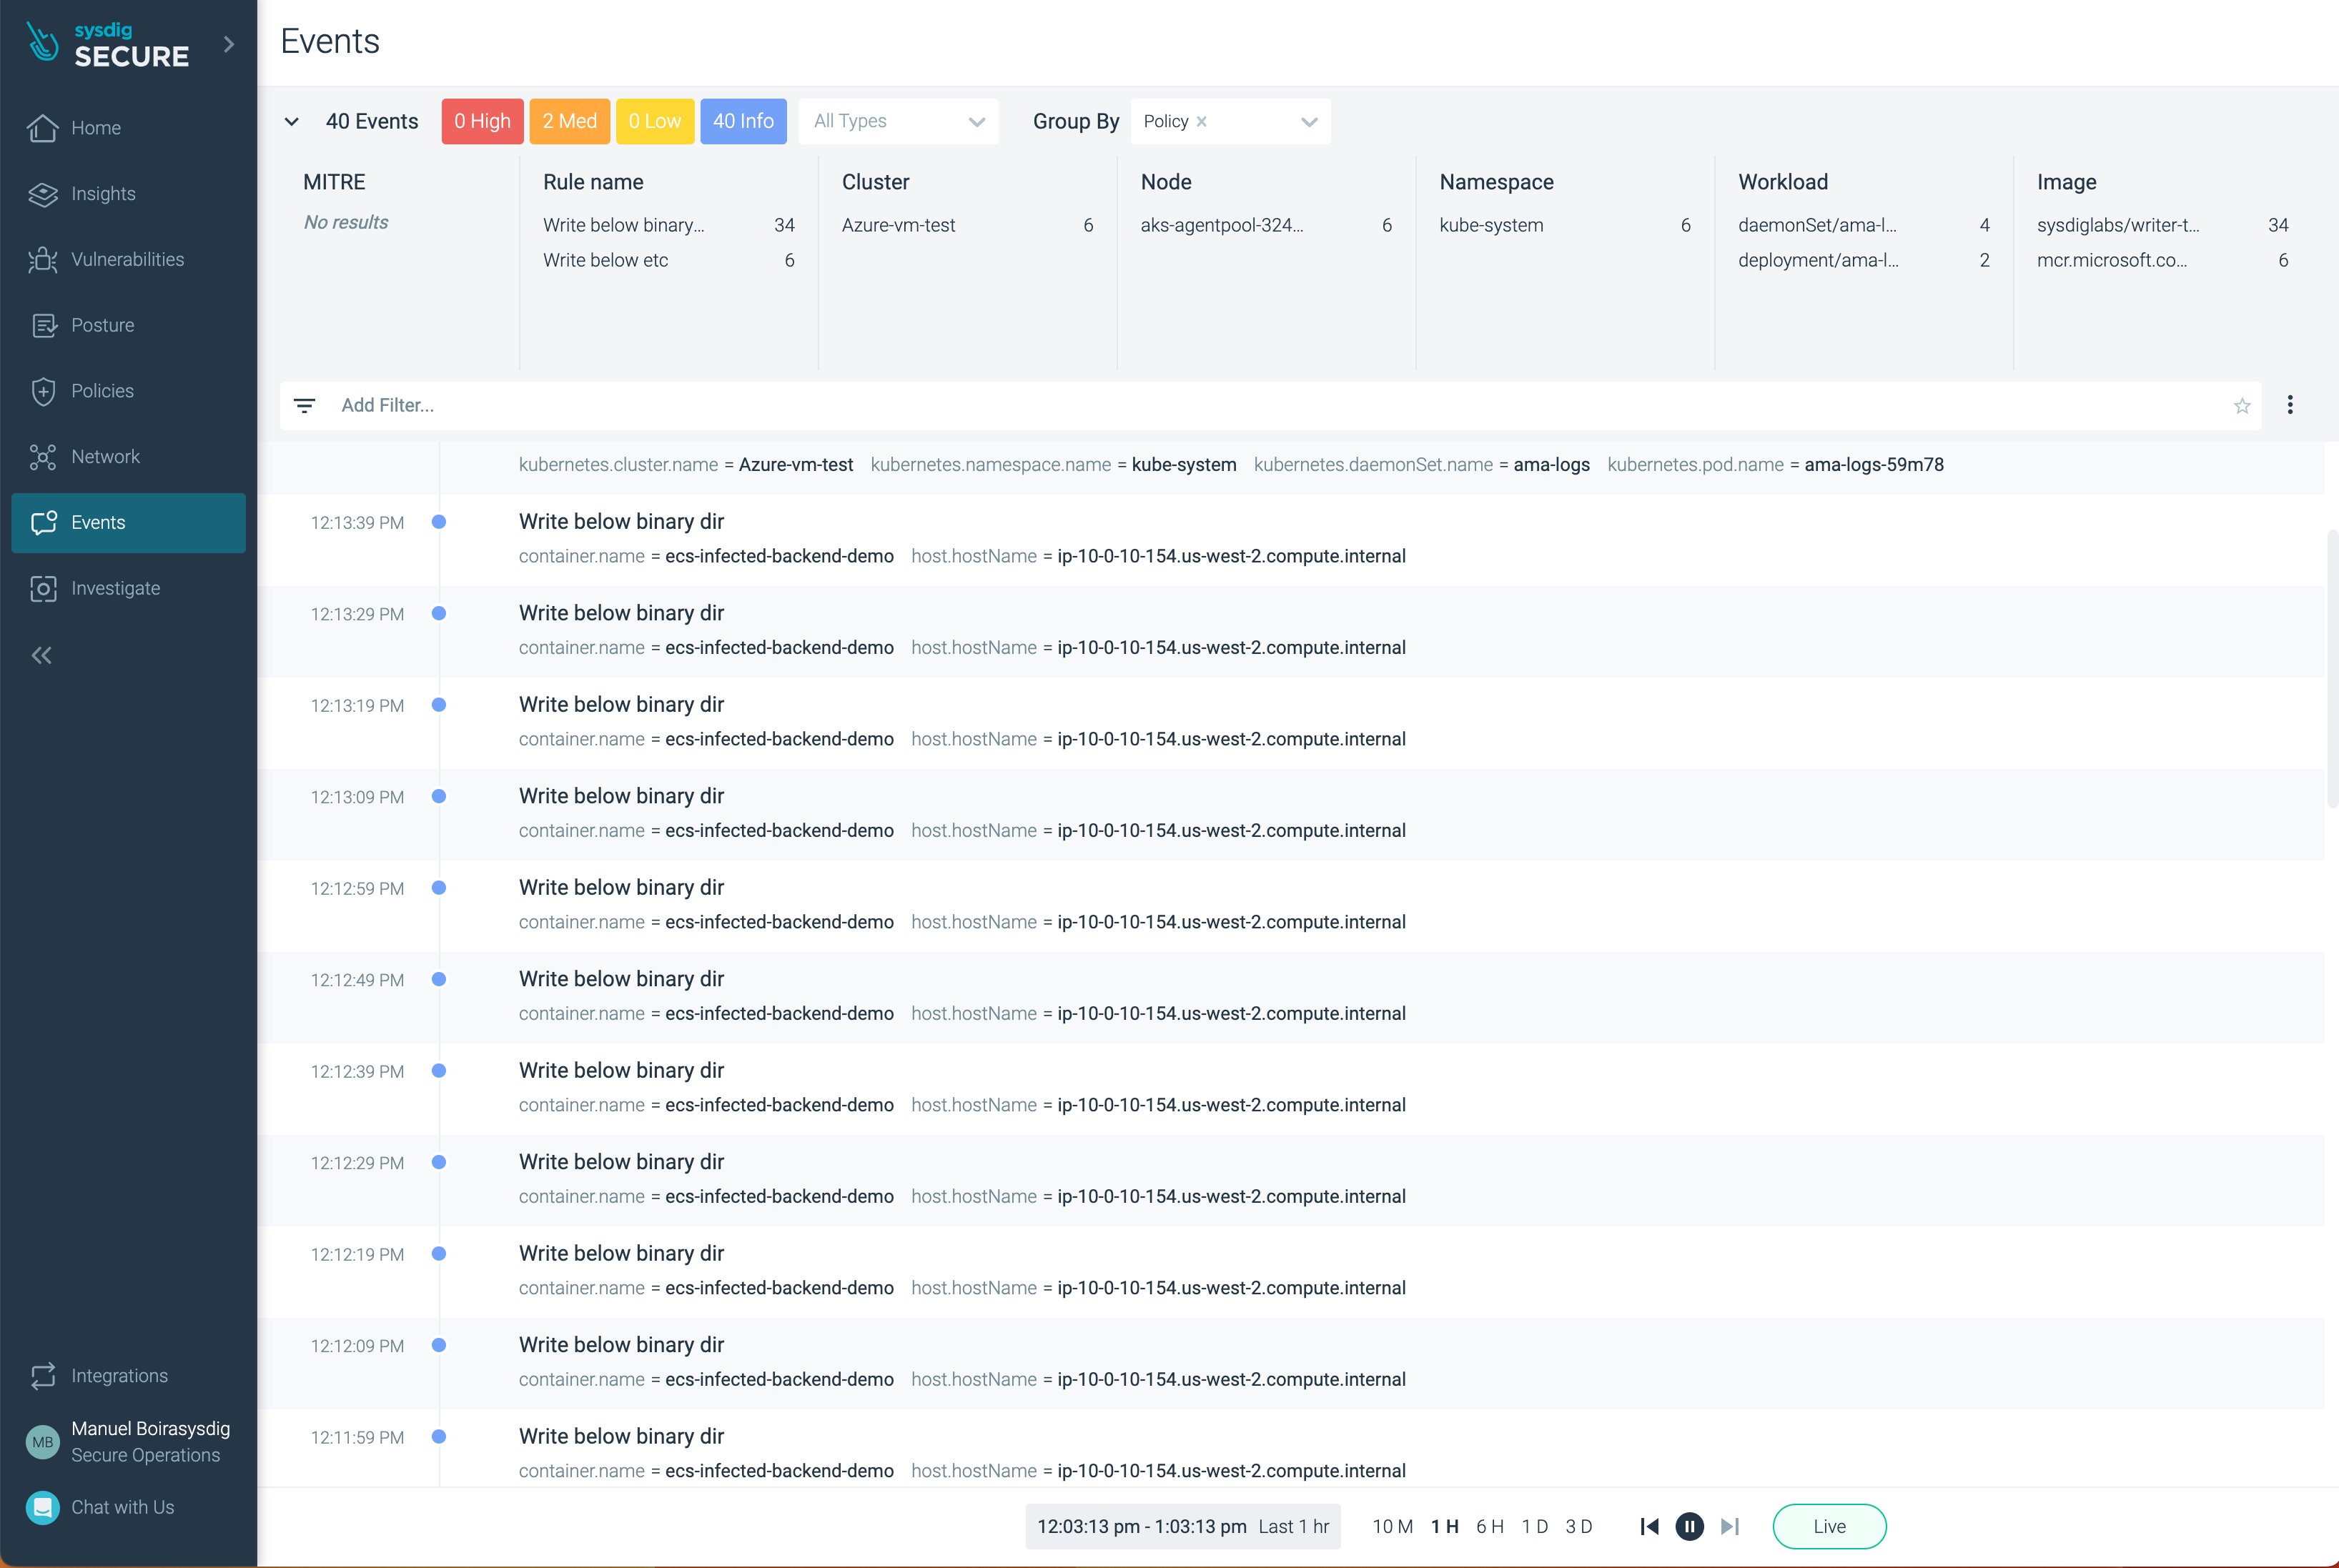 sysdig
SECURE
Home
Insights
Vulnerabilities
Posture
Policies
Network
Events
Investigate
Integrations
MB
Manuel Boirasysdig
Secure Operations
Chat with Us
Events
40 Events 0 High 2 Med 0 Low 40 Info All Types Group By Policy ×
MITRE
No results
Rule name
Write below binary... 34
Write below etc 6
Cluster
Azure-vm-test 6
Node
aks-agentpool-324... 6
Namespace
kube-system 6
Workload
daemonSet/ama-l... 4
deployment/ama-l... 2
Image
sysdiglabs/writer-t... 34
mcr.microsoft.co... 6
Add Filter...
kubernetes.cluster.name = Azure-vm-test kubernetes.namespace.name = kube-system kubernetes.daemonSet.name = ama-logs kubernetes.pod.name = ama-logs-59m78
12:13:39 PM Write below binary dir
container.name = ecs-infected-backend-demo host.hostName = ip-10-0-10-154.us-west-2.compute.internal
12:13:29 PM Write below binary dir
container.name = ecs-infected-backend-demo host.hostName = ip-10-0-10-154.us-west-2.compute.internal
12:13:19 PM Write below binary dir
container.name = ecs-infected-backend-demo host.hostName = ip-10-0-10-154.us-west-2.compute.internal
12:13:09 PM Write below binary dir
container.name = ecs-infected-backend-demo host.hostName = ip-10-0-10-154.us-west-2.compute.internal
12:12:59 PM Write below binary dir
container.name = ecs-infected-backend-demo host.hostName = ip-10-0-10-154.us-west-2.compute.internal
12:12:49 PM Write below binary dir
container.name = ecs-infected-backend-demo host.hostName = ip-10-0-10-154.us-west-2.compute.internal
12:12:39 PM Write below binary dir
container.name = ecs-infected-backend-demo host.hostName = ip-10-0-10-154.us-west-2.compute.internal
12:12:29 PM Write below binary dir
container.name = ecs-infected-backend-demo host.hostName = ip-10-0-10-154.us-west-2.compute.internal
12:12:19 PM Write below binary dir
container.name = ecs-infected-backend-demo host.hostName = ip-10-0-10-154.us-west-2.compute.internal
12:12:09 PM Write below binary dir
container.name = ecs-infected-backend-demo host.hostName = ip-10-0-10-154.us-west-2.compute.internal
12:11:59 PM Write below binary dir
container.name = ecs-infected-backend-demo host.hostName = ip-10-0-10-154.us-west-2.compute.internal
12:03:13 pm - 1:03:13 pm Last 1 hr 10 M 1 H 6 H 1 D 3 D Live